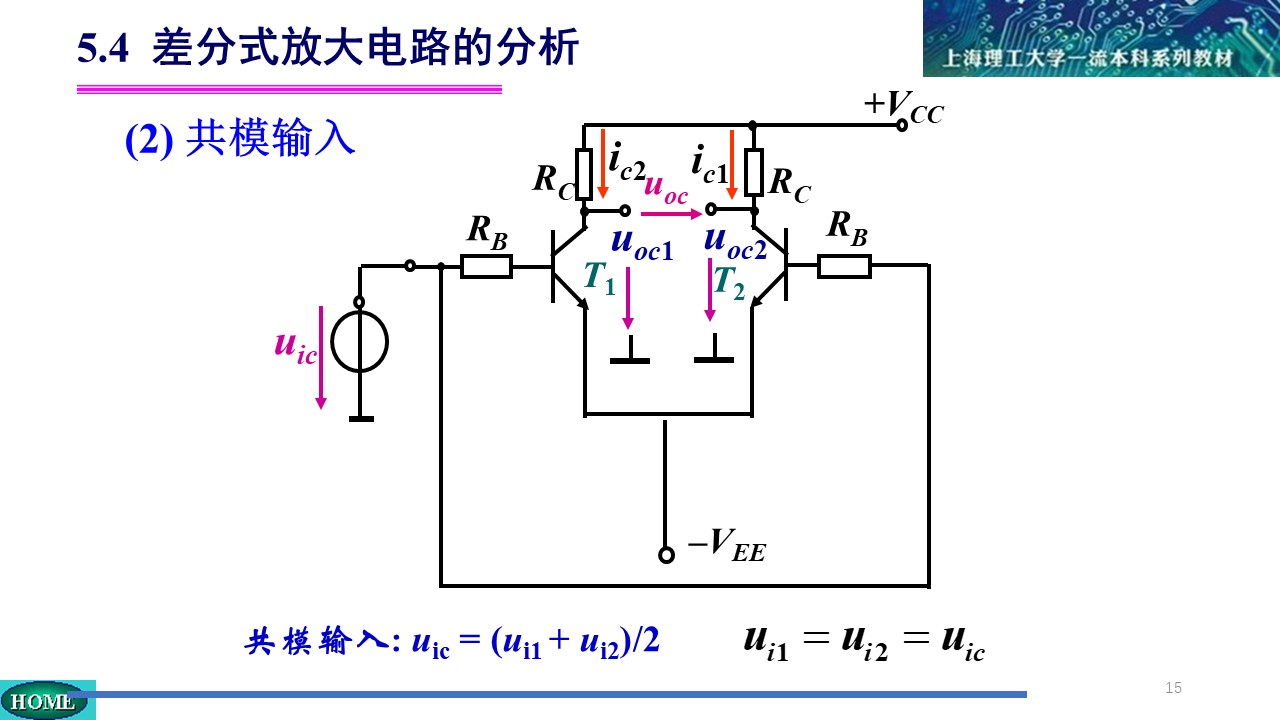 5.4 差分式放大电路的分析
上海理工大学一流本科系列教材
(2) 共模输入
+VCC
RC
ic2
ic1
RC
uoc
RB
uoc1
uoc2
RB
T1
T2
uic
–VEE
共模输入: uic = (ui1 + ui2)/2
ui1 = ui2 = uic
HOME
15